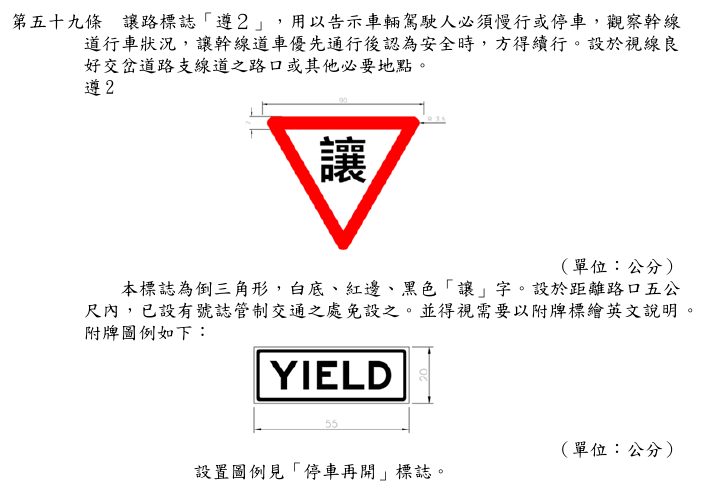 第五十九條　讓路標誌「遵２」，用以告示車輛駕駛人必須慢行或停車，觀察幹線
道行車狀況，讓幹線道車優先通行後認為安全時，方得續行。設於視線良
好交岔道路支線道之路口或其他必要地點。
遵２
90
7
R 3.5
讓
（單位：公分）
本標誌為倒三角形，白底、紅邊、黑色「讓」字。設於距離路口五公
尺內，已設有號誌管制交通之處免設之。並得視需要以附牌標繪英文說明。
附牌圖例如下：
YIELD
20
55
（單位：公分）
設置圖例見「停車再開」標誌。